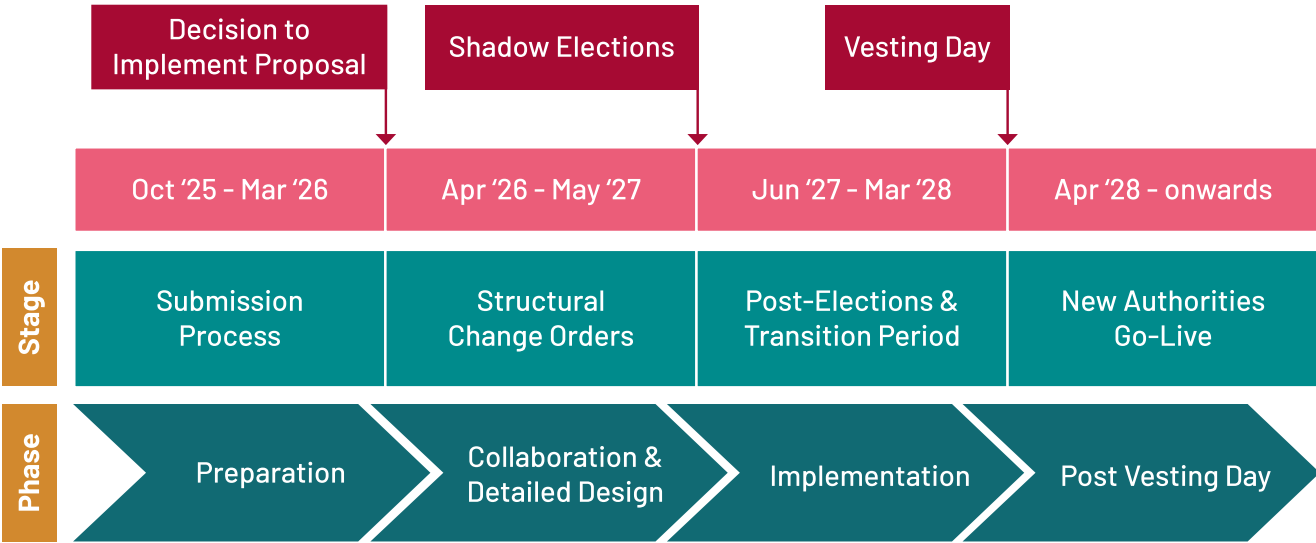 Decision to
Implement Proposal
Shadow Elections
Vesting Day
Oct ‘25 - Mar ‘26
Apr ‘26 - May ‘27
Jun ‘27 - Mar ‘28
Apr ‘28 - onwards
Stage
Submission
Process
Structural
Change Orders
Post-Elections &
Transition Period
New Authorities
Go-Live
Phase
Preparation
Collaboration &
Detailed Design
Implementation
Post Vesting Day